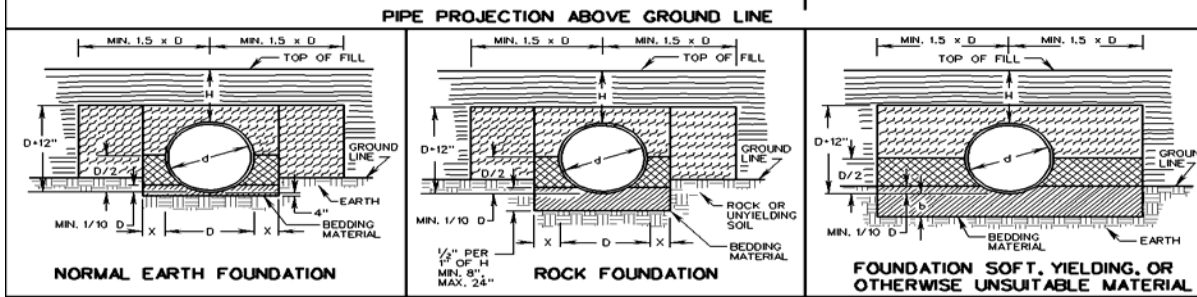 PIPE PROJECTION ABOVE GROUND LINE
MIN. 1.5 x D MIN. 1.5 x D
TOP OF FILL
H
D+12"
d
D/2
GROUND LINE
MIN. 1/10 D
EARTH
4"
BEDDING MATERIAL
X D X
NORMAL EARTH FOUNDATION
MIN. 1.5 x D MIN. 1.5 x D
TOP OF FILL
H
D+12"
d
D/2
GROUND LINE
MIN. 1/10 D
ROCK OR
UNYIELDING
SOIL
X D X
BEDDING
MATERIAL
1/2" PER
1' OF H
MIN. 8",
MAX. 24"
ROCK FOUNDATION
MIN. 1.5 x D MIN. 1.5 x D
TOP OF FILL
H
D+12"
d
D/2
LINE
MIN. 1/10 D
b
BEDDING
MATERIAL
EARTH
FOUNDATION SOFT, YIELDING, OR
OTHERWISE UNSUITABLE MATERIAL